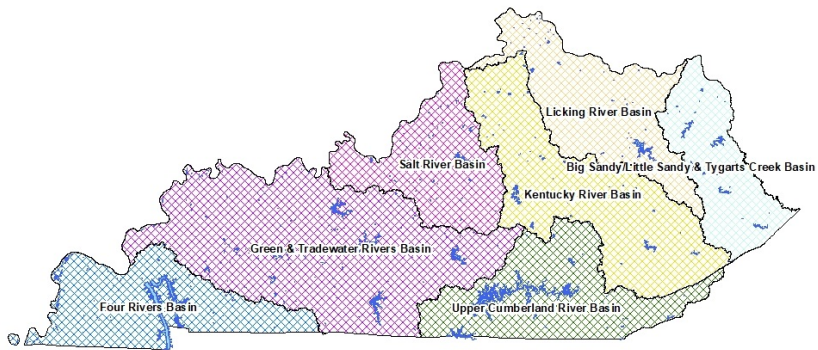 Licking River Basin
Salt River Basin
Big Sandy/Little Sandy & Tygarts Creek Basin
Kentucky River Basin
Green & Tradewater Rivers Basin
Four Rivers Basin
Upper Cumberland River Basin